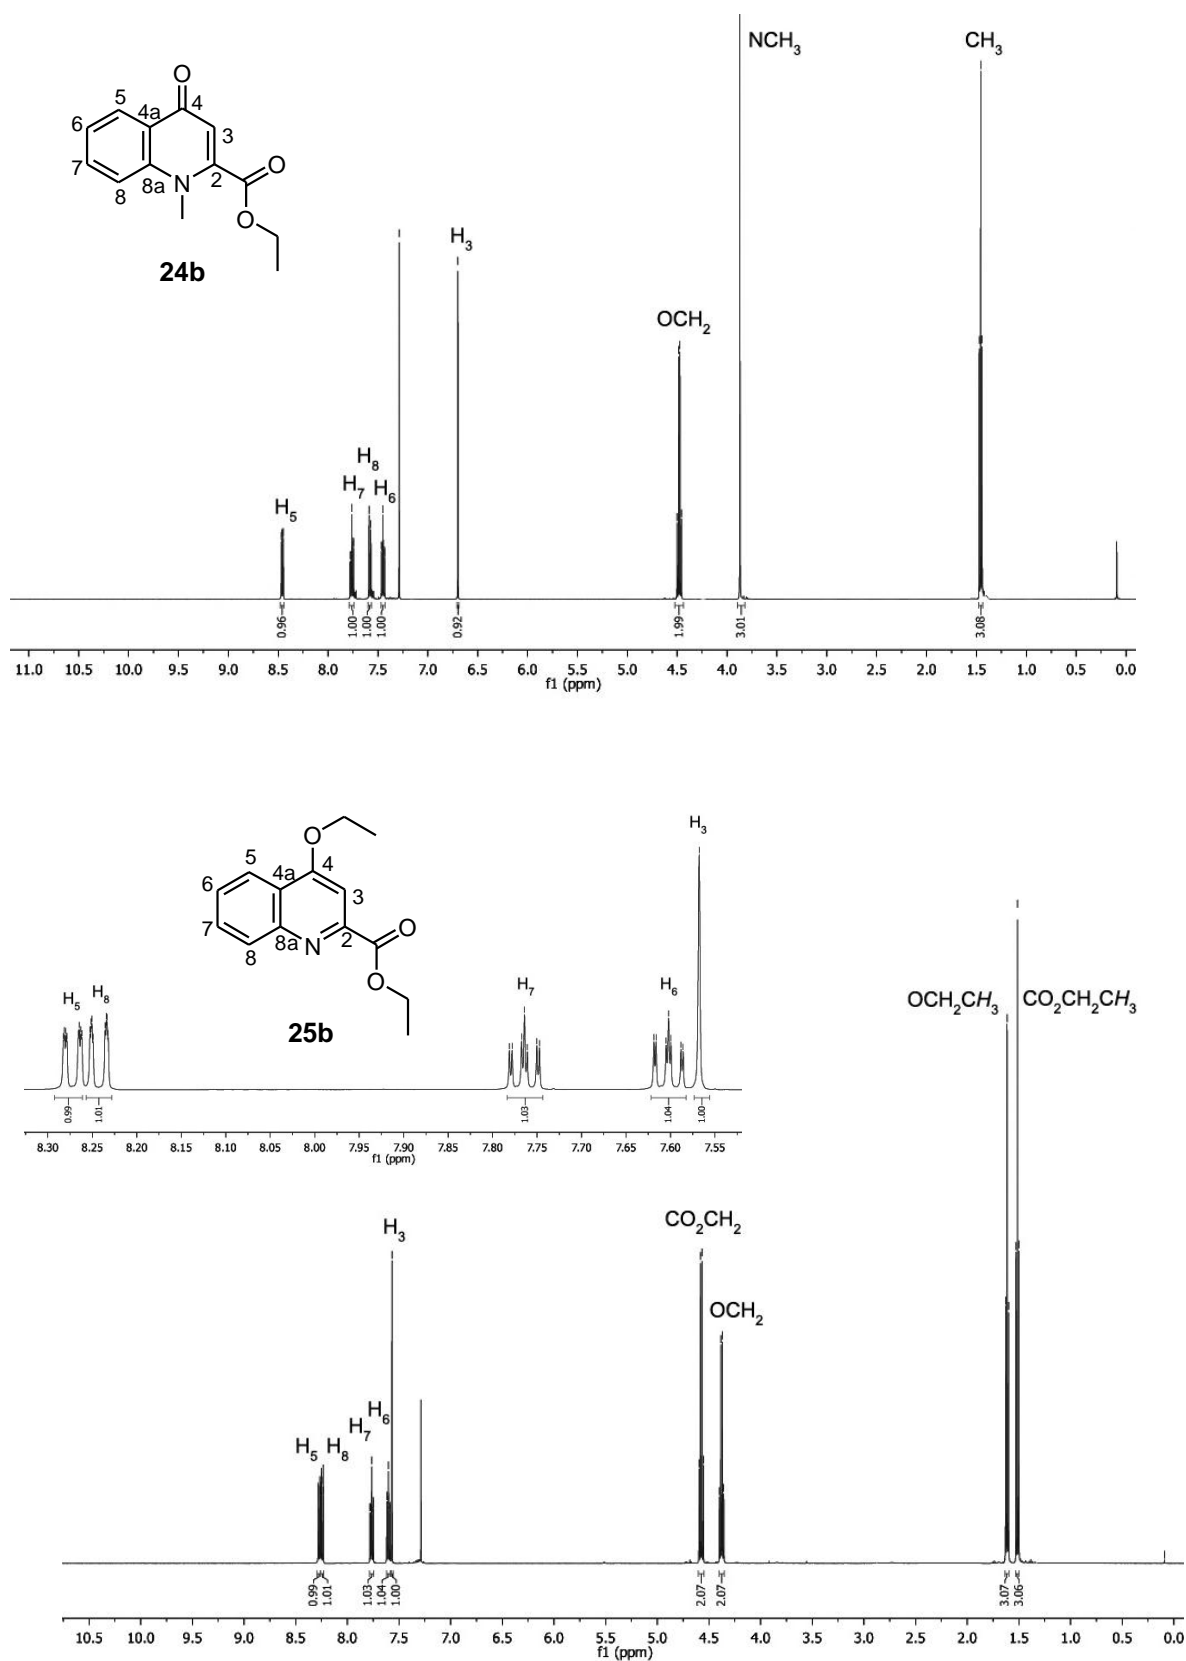 NCH3
CH3
O
5
4
4a
6
3
7
2
O
8a
N
8
O
24b
H3
OCH2
H8
H7
H6
H5
0.96
1.00
1.00
1.00
0.92
1.99
3.01
3.08
11.0 10.5 10.0 9.5 9.0 8.5 8.0 7.5 7.0 6.5 6.0 5.5 5.0 4.5 4.0 3.5 3.0 2.5 2.0 1.5 1.0 0.5 0.0
f1 (ppm)
O
5
4
4a
6
3
7
O
8a
2
N
8
O
25b
H3
H5
H8
H7
H6
0.99
1.01
1.03
1.04
1.00
8.30 8.25 8.20 8.15 8.10 8.05 8.00 7.95 7.90 7.85 7.80 7.75 7.70 7.65 7.60 7.55
f1 (ppm)
OCH2CH3
CO2CH2CH3
CO2CH2
H3
OCH2
H6
H7
H5
H8
0.99
1.01
1.03
1.04
1.00
2.07
2.07
3.07
3.06
10.5 10.0 9.5 9.0 8.5 8.0 7.5 7.0 6.5 6.0 5.5 5.0 4.5 4.0 3.5 3.0 2.5 2.0 1.5 1.0 0.5 0.0
f1 (ppm)